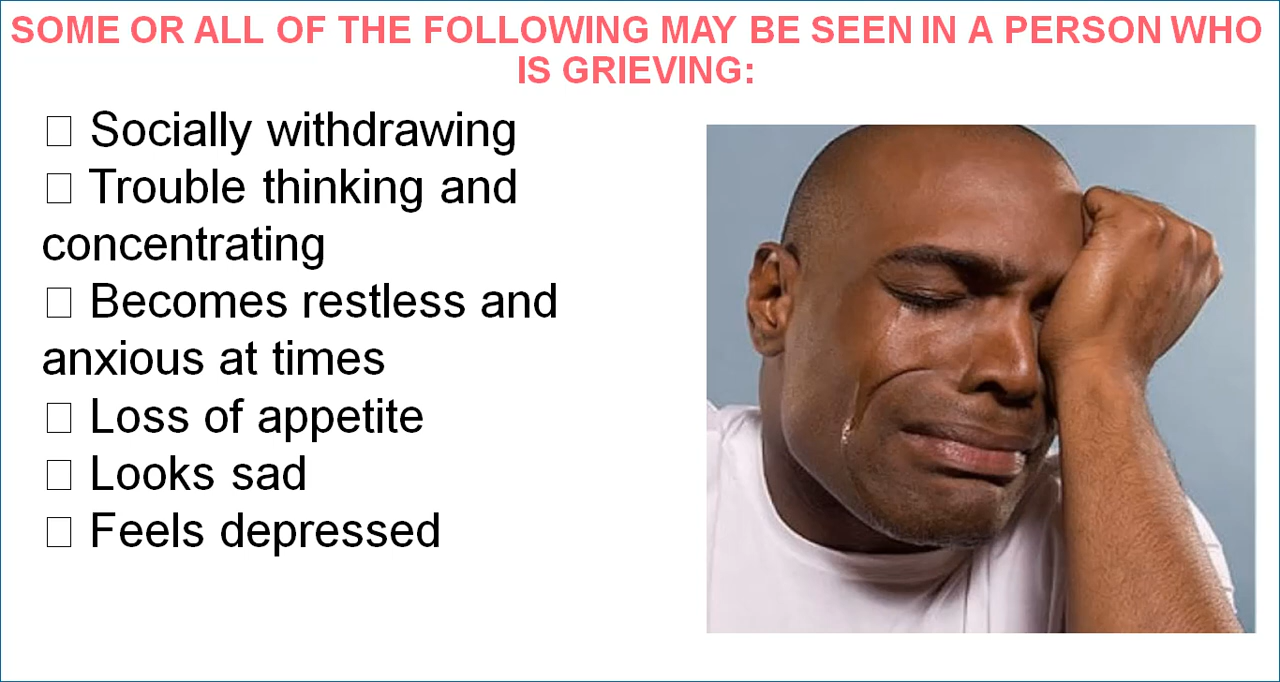 SOME OR ALL OF THE FOLLOWING MAY BE SEEN IN A PERSON WHO
IS GRIEVING:
□ Socially withdrawing
□ Trouble thinking and
concentrating
□ Becomes restless and
anxious at times
□ Loss of appetite
□ Looks sad
□ Feels depressed